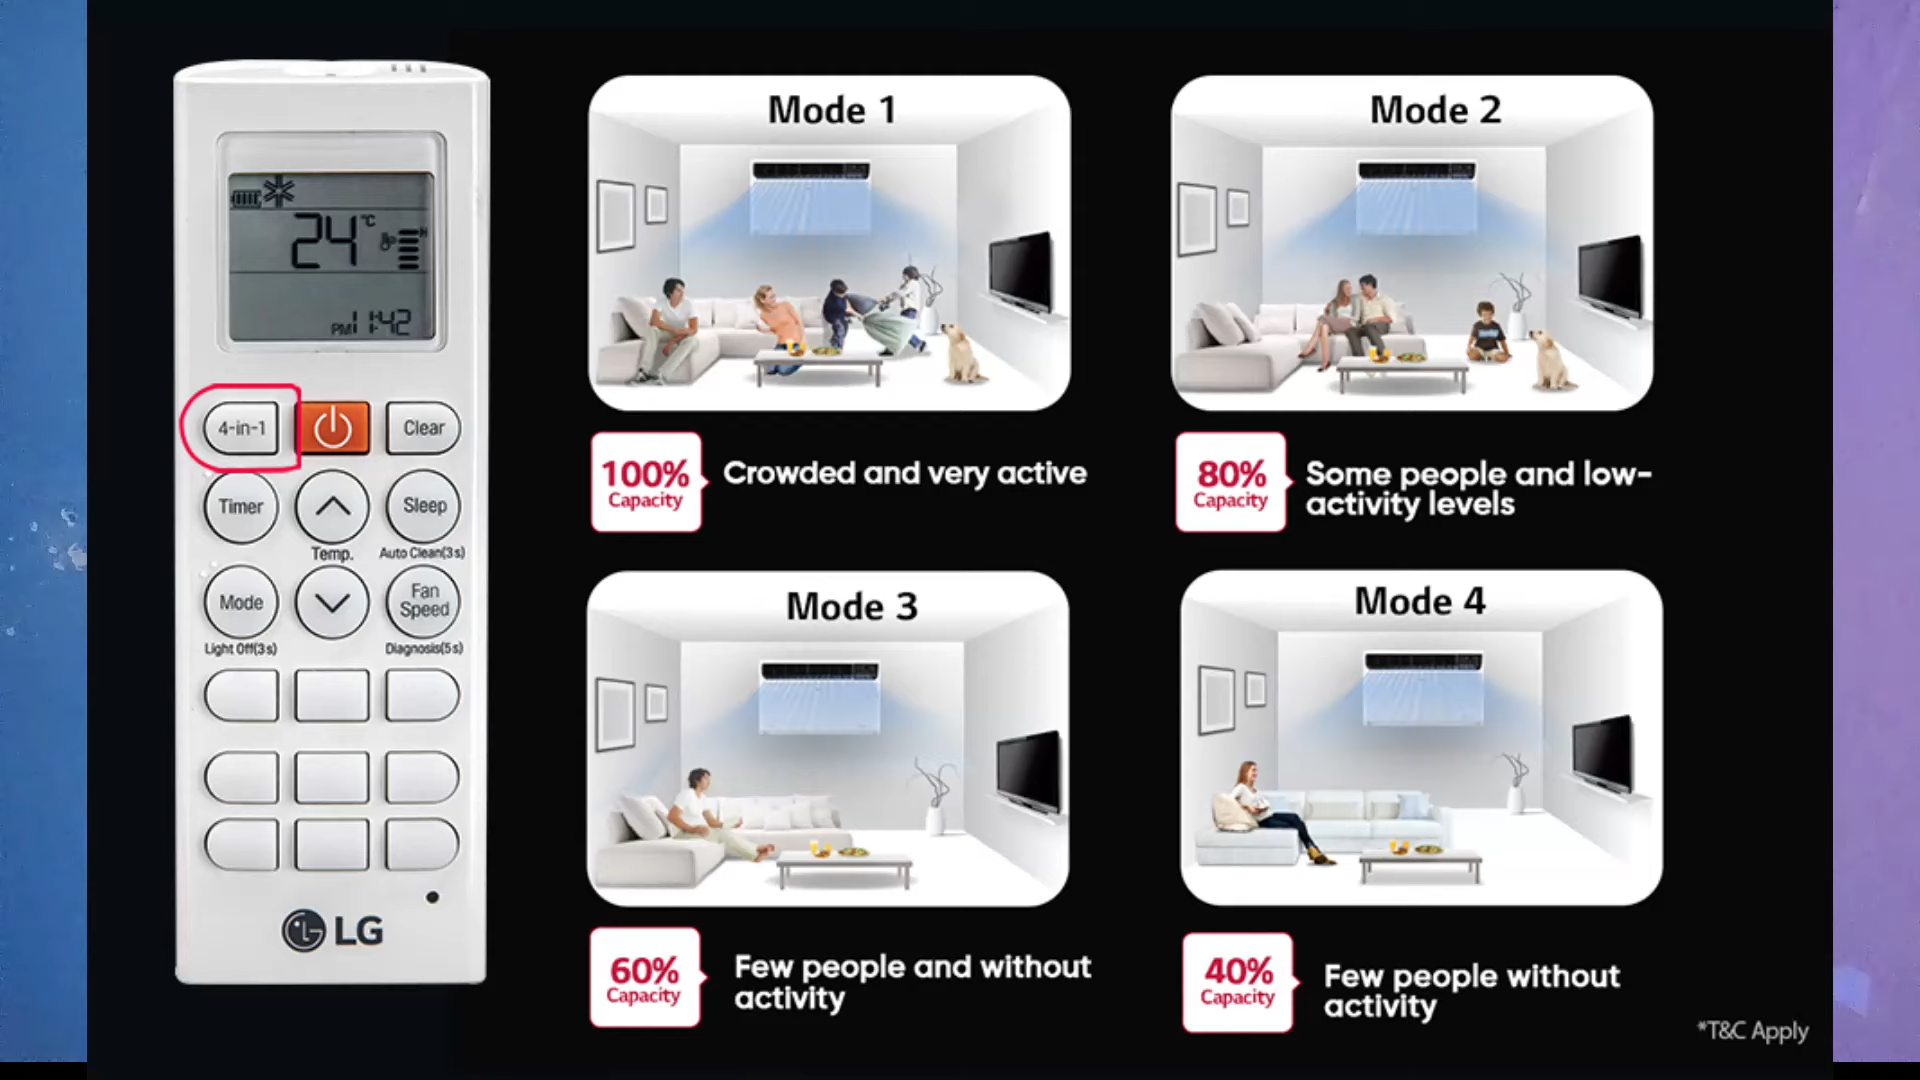 24°C
PM 11:42
4-in-1
Clear
Timer
Sleep
Temp.
Auto Clean(3s)
Mode
Fan
Speed
Light Off(3s)
Diagnosis(5s)
LG
Mode 1
100%
Capacity
Crowded and very active
Mode 2
80%
Capacity
Some people and low-
activity levels
Mode 3
60%
Capacity
Few people and without
activity
Mode 4
40%
Capacity
Few people without
activity
*T&C Apply